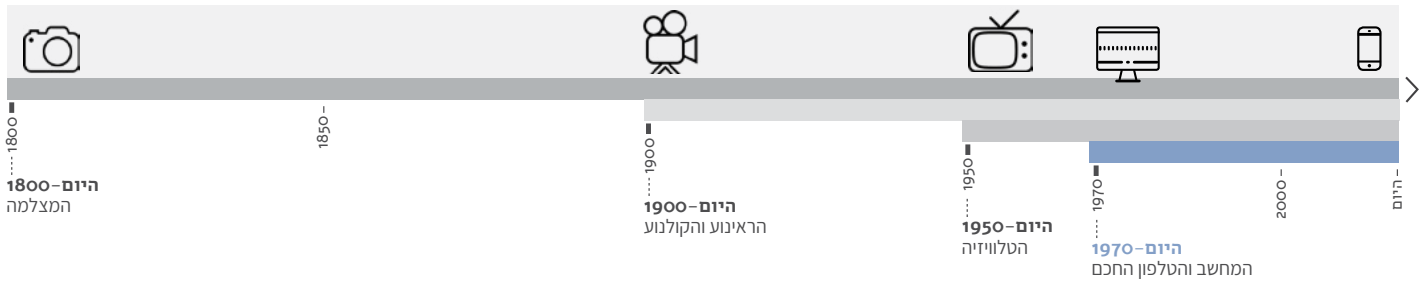 1800
1850-
1900
1950
1970
2000-
היום-
1800-היום
המצלמה
1900-היום
הראינוע והקולנוע
1950-היום
הטלוויזיה
1970-היום
המחשב והטלפון החכם